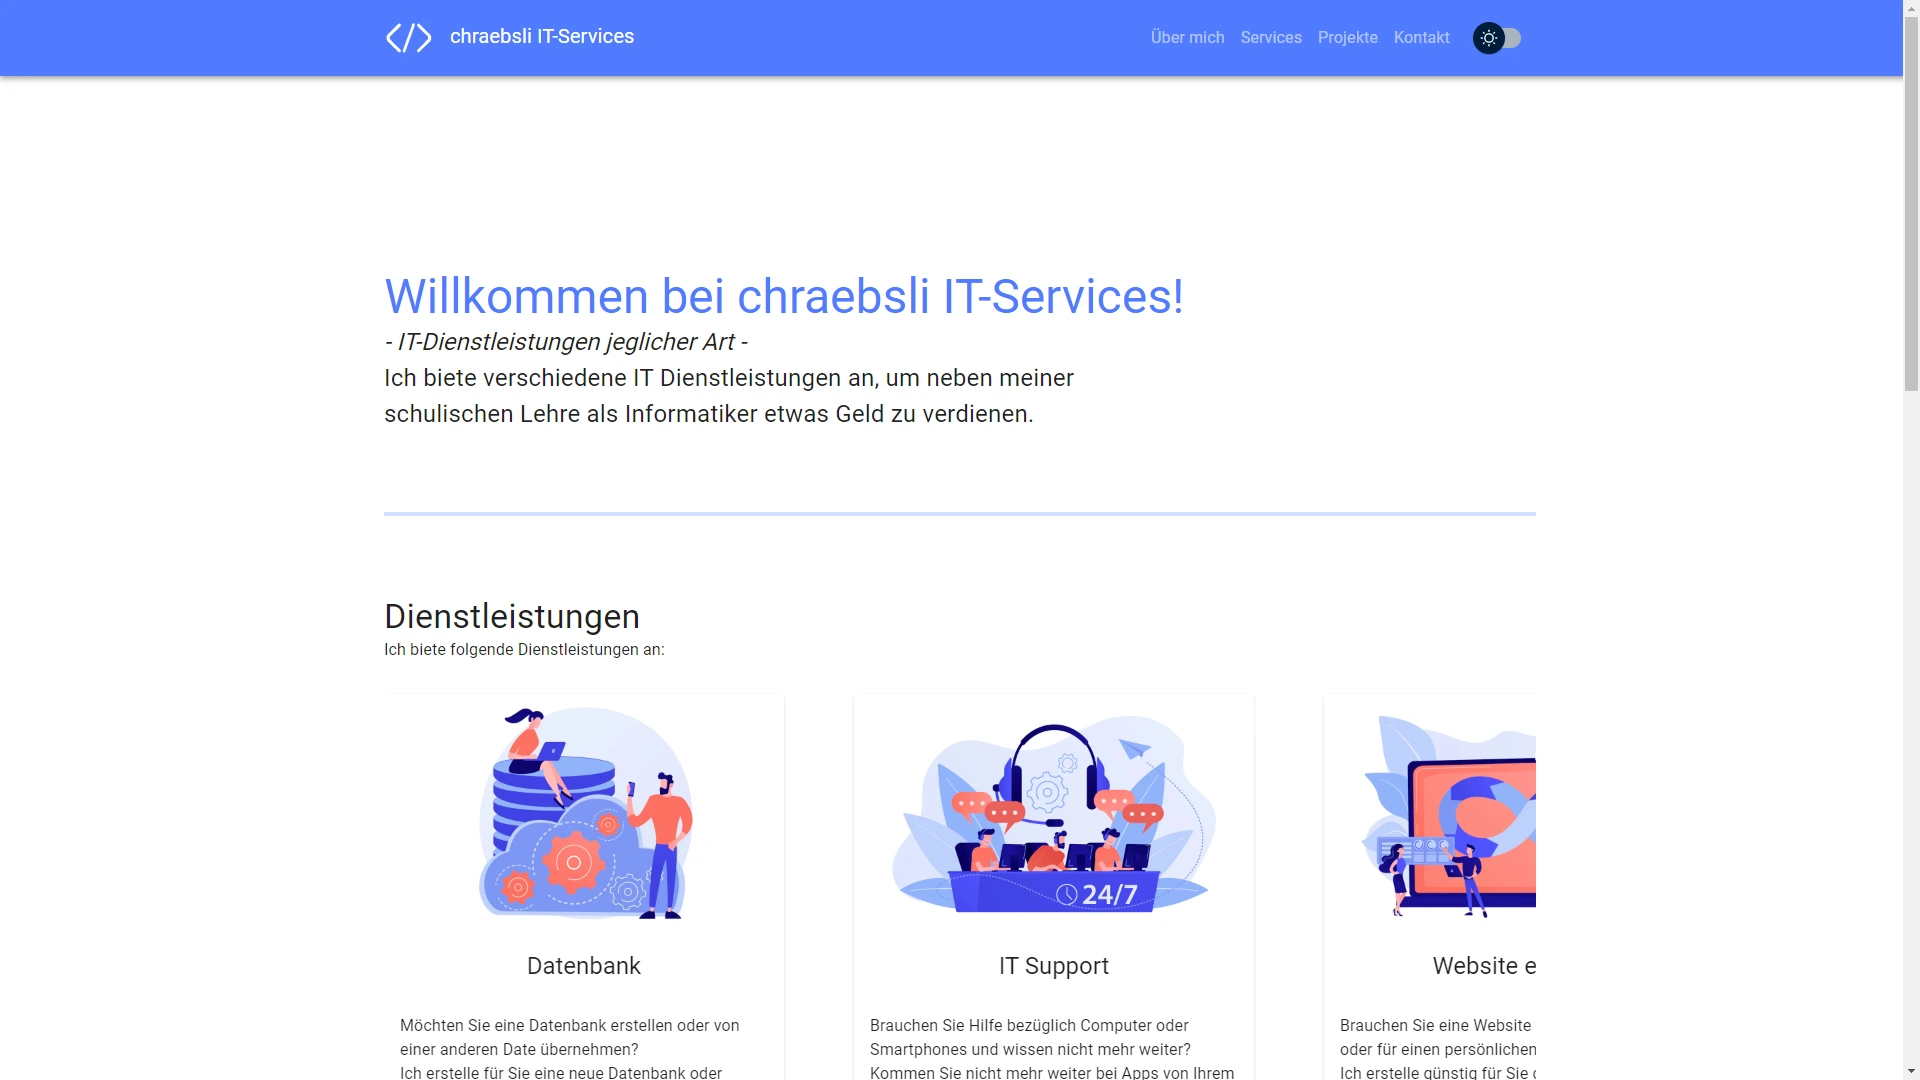 </> chraebsli IT-Services
Über mich Services Projekte Kontakt
Willkommen bei chraebsli IT-Services!
- IT-Dienstleistungen jeglicher Art -
Ich biete verschiedene IT Dienstleistungen an, um neben meiner
schulischen Lehre als Informatiker etwas Geld zu verdienen.
Dienstleistungen
Ich biete folgende Dienstleistungen an:
24/7
Datenbank
Möchten Sie eine Datenbank erstellen oder von
einer anderen Date übernehmen?
Ich erstelle für Sie eine neue Datenbank oder
IT Support
Brauchen Sie Hilfe bezüglich Computer oder
Smartphones und wissen nicht mehr weiter?
Kommen Sie nicht mehr weiter bei Apps von Ihrem
Website e
Brauchen Sie eine Website
oder für einen persönlichen
Ich erstelle günstig für Sie